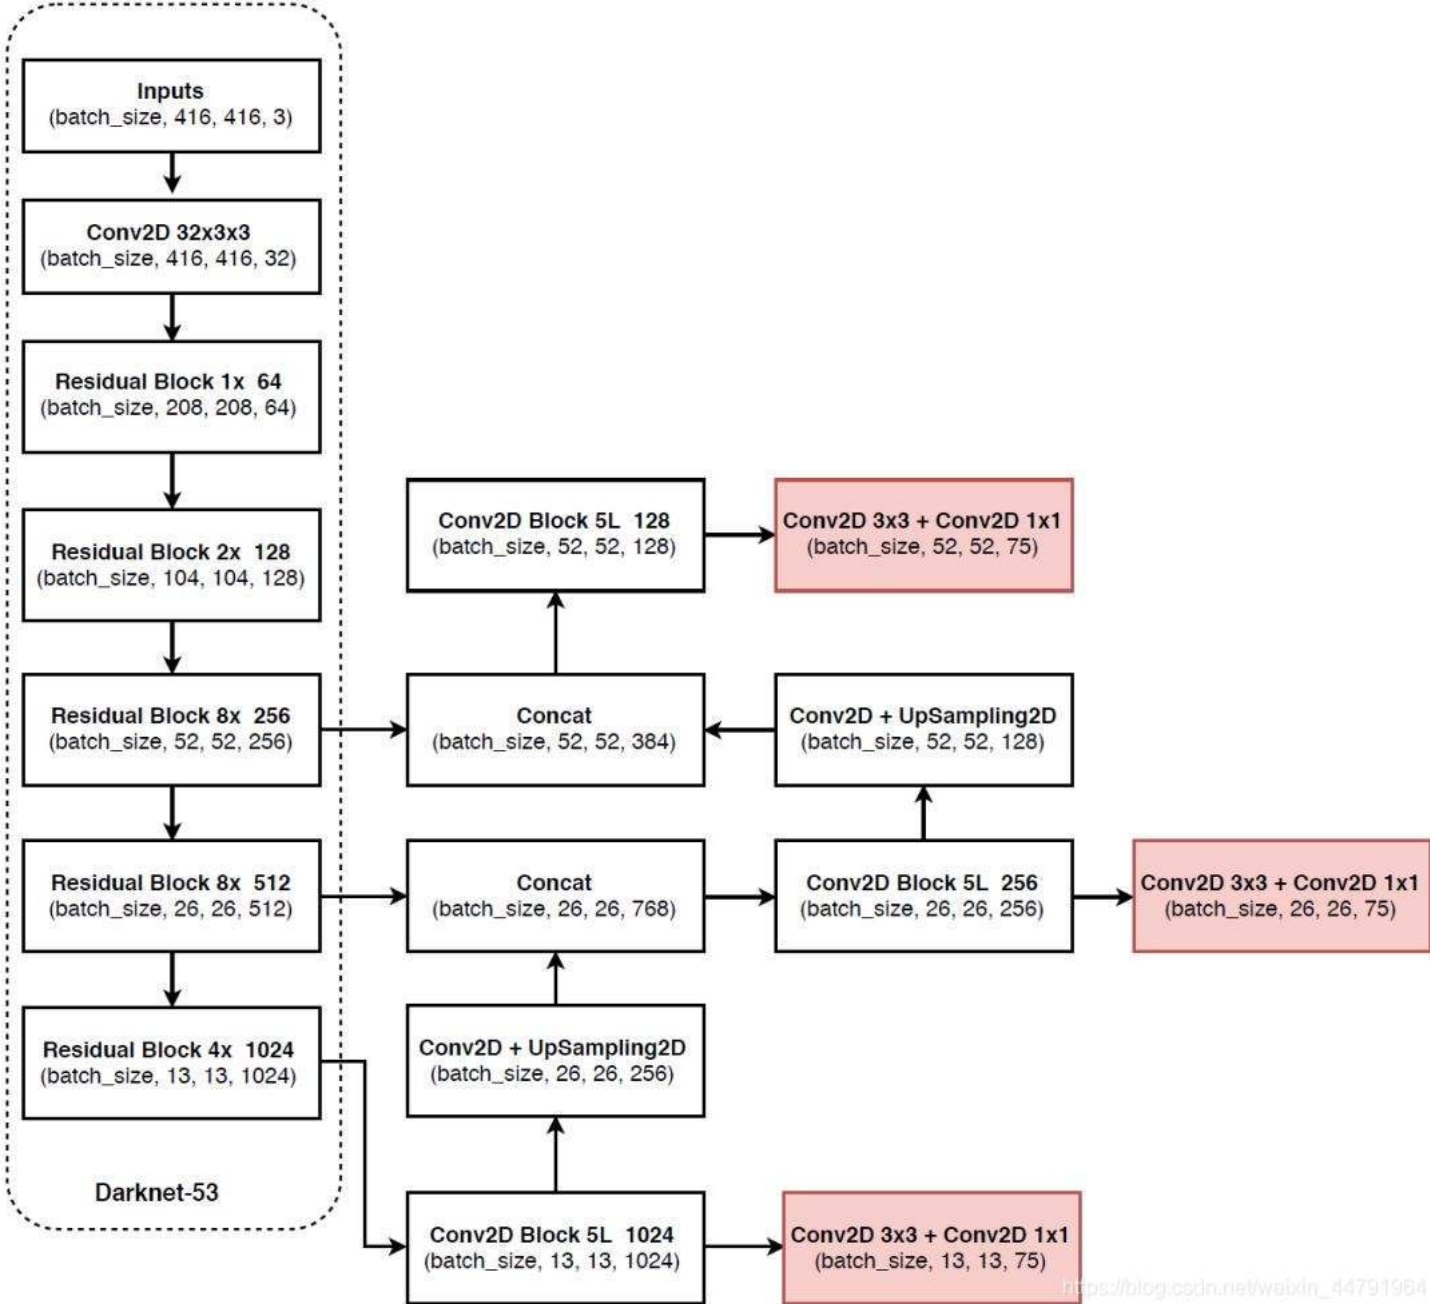 Inputs
(batch_size, 416, 416, 3)
Conv2D 32x3x3
(batch_size, 416, 416, 32)
Residual Block 1x 64
(batch_size, 208, 208, 64)
Residual Block 2x 128
(batch_size, 104, 104, 128)
Residual Block 8x 256
(batch_size, 52, 52, 256)
Residual Block 8x 512
(batch_size, 26, 26, 512)
Residual Block 4x 1024
(batch_size, 13, 13, 1024)
Darknet-53
Conv2D Block 5L 128
(batch_size, 52, 52, 128)
Conv2D 3x3 + Conv2D 1x1
(batch_size, 52, 52, 75)
Concat
(batch_size, 52, 52, 384)
Conv2D + UpSampling2D
(batch_size, 52, 52, 128)
Concat
(batch_size, 26, 26, 768)
Conv2D Block 5L 256
(batch_size, 26, 26, 256)
Conv2D 3x3 + Conv2D 1x1
(batch_size, 26, 26, 75)
Conv2D + UpSampling2D
(batch_size, 26, 26, 256)
Conv2D Block 5L 1024
(batch_size, 13, 13, 1024)
Conv2D 3x3 + Conv2D 1x1
(batch_size, 13, 13, 75)
https://blog.csdn.net/weixin_44791964